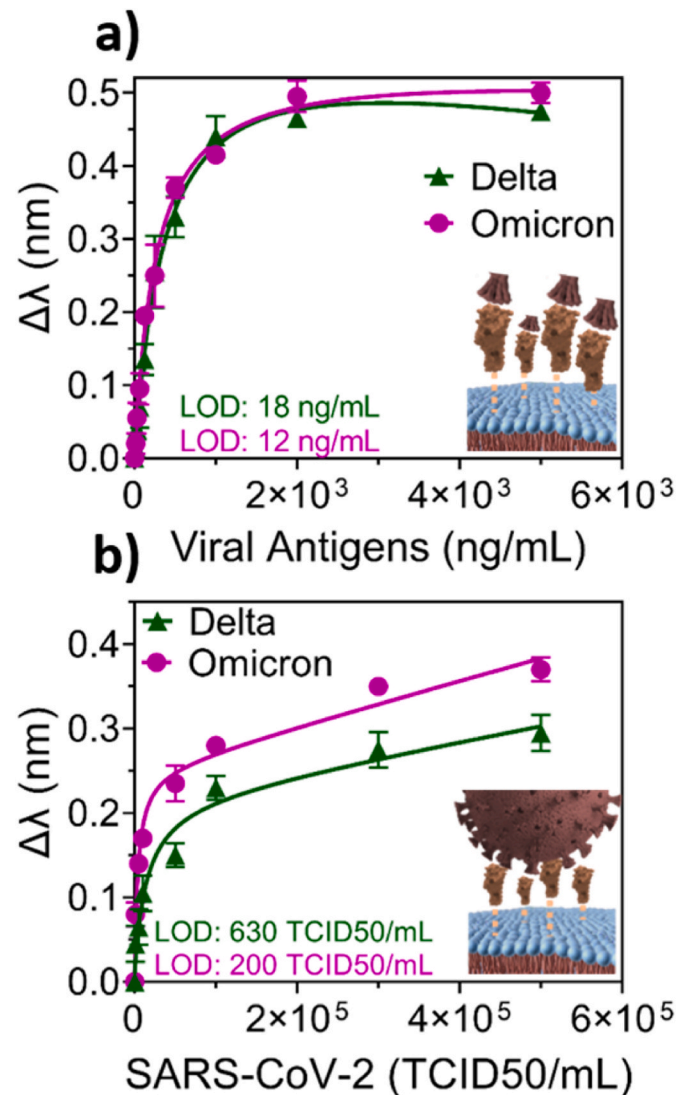 a)
0.5
0.4
0.3
0.2
0.1
0.0
Δλ (nm)
Delta
Omicron
LOD: 18 ng/mL
LOD: 12 ng/mL
0
2×10³
4×10³
6×10³
Viral Antigens (ng/mL)
b)
0.4
0.3
0.2
0.1
0.0
Δλ (nm)
Delta
Omicron
LOD: 630 TCID50/mL
LOD: 200 TCID50/mL
0
2×10⁵
4×10⁵
6×10⁵
SARS-CoV-2 (TCID50/mL)